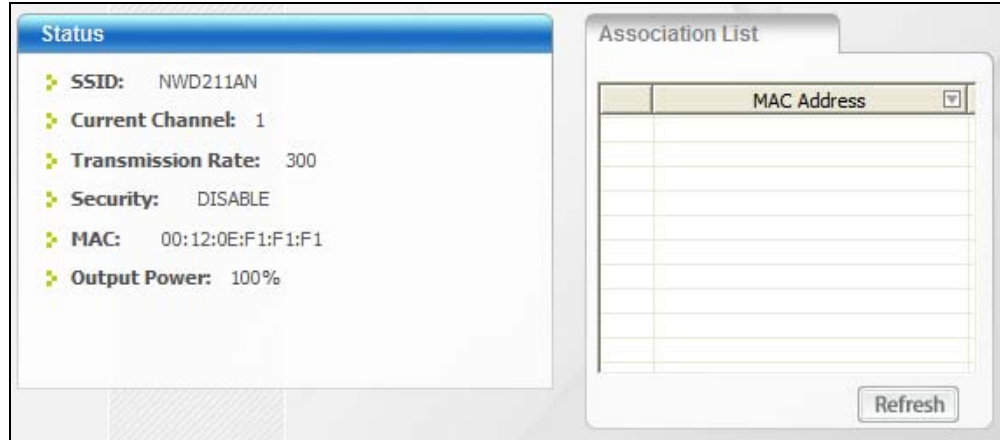 Status
SSID: NWD211AN
Current Channel: 1
Transmission Rate: 300
Security: DISABLE
MAC: 00:12:0E:F1:F1:F1
Output Power: 100%
Association List
MAC Address
Refresh